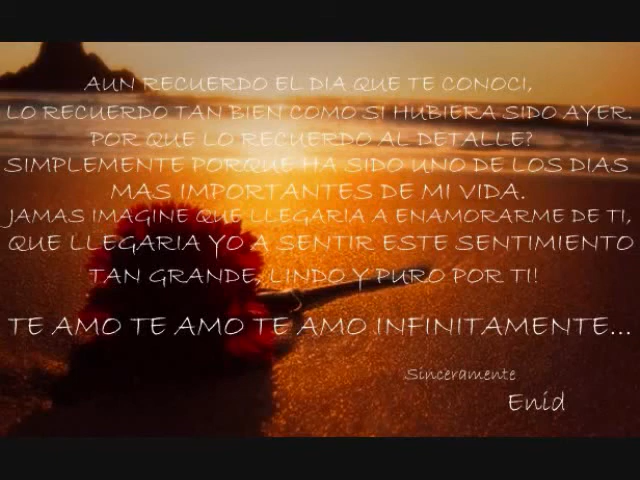 AUN RECUERDO EL DIA QUE TE CONOCI,
LO RECUERDO TAN BIEN COMO SI HUBIERA SIDO AYER.
POR QUE LO RECUERDO AL DETALLE?
SIMPLEMENTE PORQUE HA SIDO UNO DE LOS DIAS
MAS IMPORTANTES DE MI VIDA.
JAMAS IMAGINE QUE LLEGARIA A ENAMORARME DE TI,
QUE LLEGARIA YO A SENTIR ESTE SENTIMIENTO
TAN GRANDE, LINDO Y PURO POR TI!
TE AMO TE AMO TE AMO INFINITAMENTE...
Sinceramente
Enid